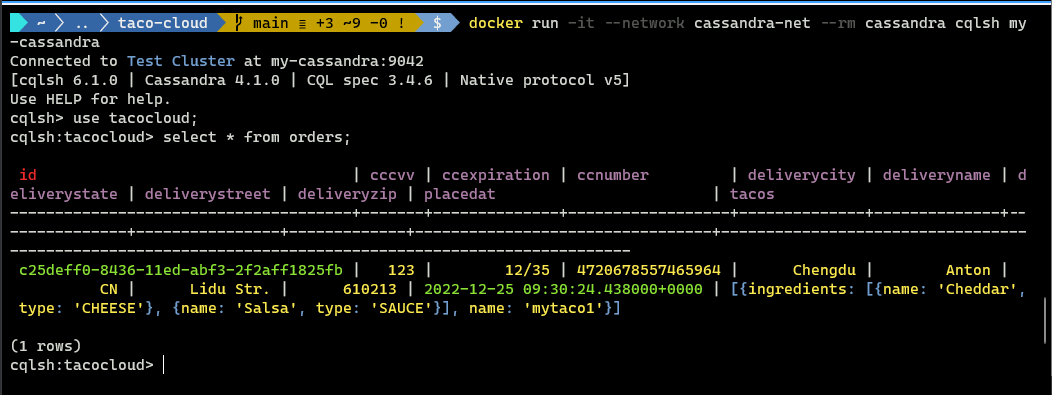 ~ .. taco-cloud main ≡ +3 ~9 -0 ! $ docker run -it --network cassandra-net --rm cassandra cqlsh my
-cassandra
Connected to Test Cluster at my-cassandra:9042
[cqlsh 6.1.0 | Cassandra 4.1.0 | CQL spec 3.4.6 | Native protocol v5]
Use HELP for help.
cqlsh> use tacocloud;
cqlsh:tacocloud> select * from orders;
id | cccvv | ccexpiration | ccnumber | deliverycity | deliveryname | d
eliverystate | deliverystreet | deliveryzip | placedat | tacos
--------------------------------------+-------+--------------+------------------+--------------+--------------+--
-------------+----------------+-------------+---------------------------------+----------------------------------
---------------------------------------------------------------------
c25deff0-8436-11ed-abf3-2f2aff1825fb | 123 | 12/35 | 4720678557465964 | Chengdu | Anton |
CN | Lidu Str. | 610213 | 2022-12-25 09:30:24.438000+0000 | [{ingredients: [{name: 'Cheddar',
type: 'CHEESE'}, {name: 'Salsa', type: 'SAUCE'}], name: 'mytaco1'}]
(1 rows)
cqlsh:tacocloud>